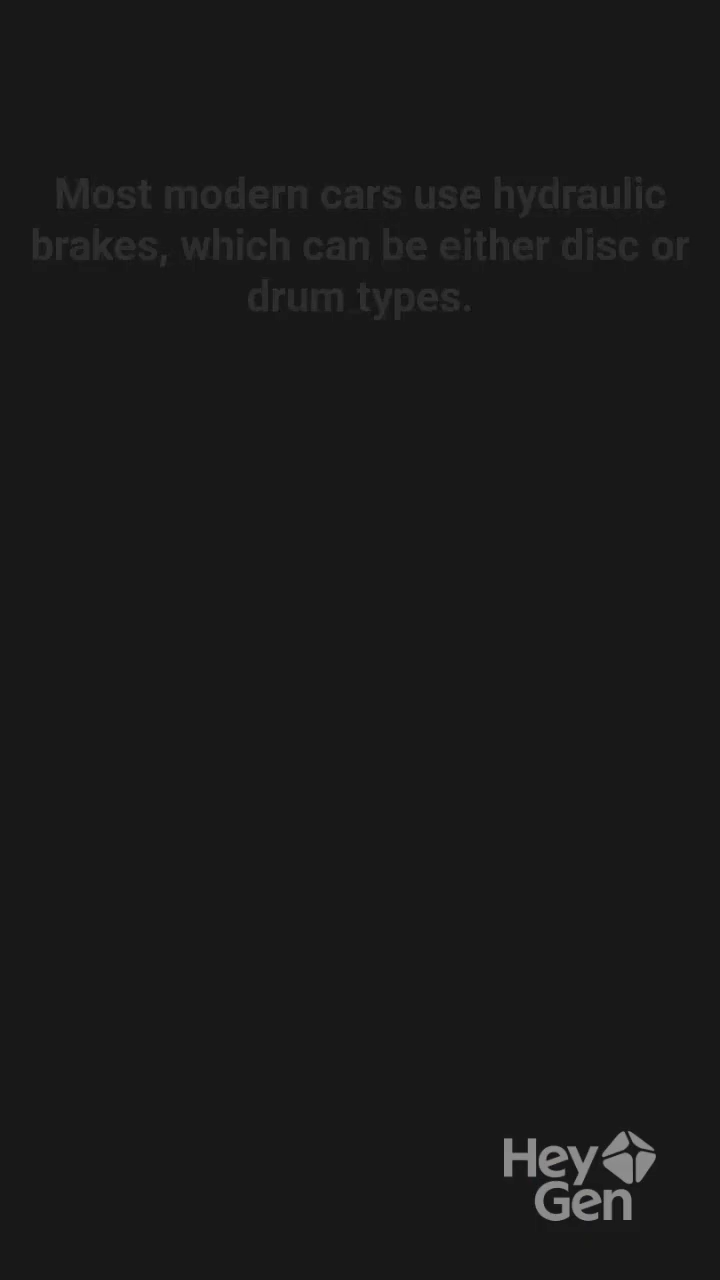 Most modern cars use hydraulic
brakes, which can be either disc or
drum types.
Hey
Gen